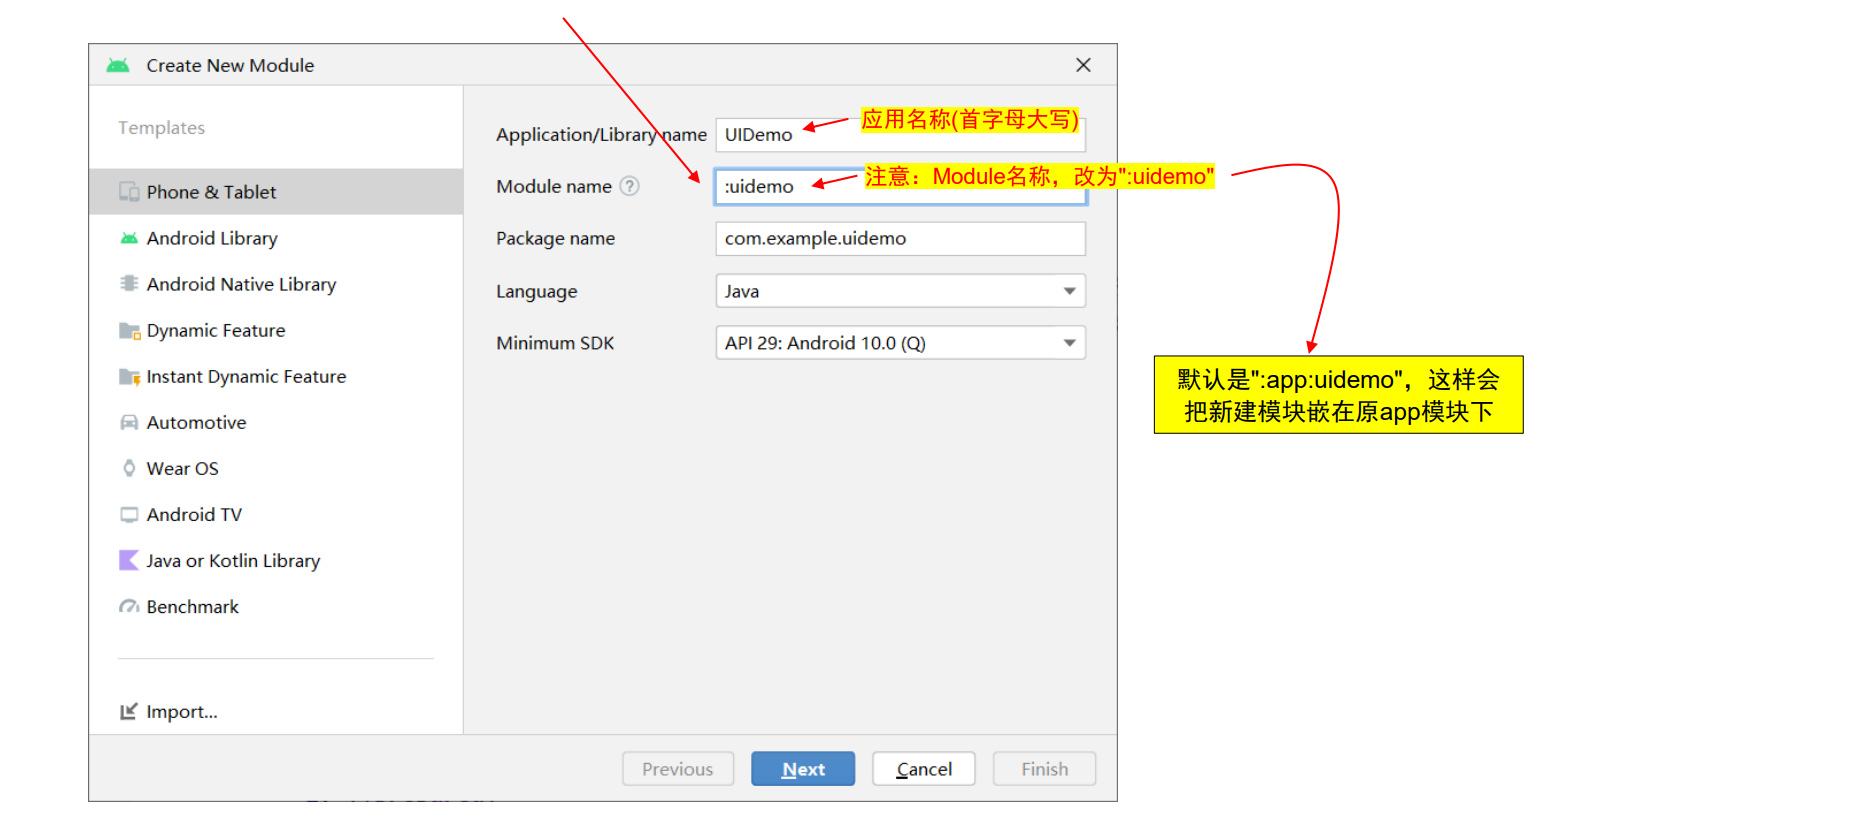 Create New Module
Templates
Phone & Tablet
Android Library
Android Native Library
Dynamic Feature
Instant Dynamic Feature
Automotive
Wear OS
Android TV
Java or Kotlin Library
Benchmark
Import...
Application/Library name
UIDemo
应用名称(首字母大写)
Module name
?
:uidemo
注意：Module名称，改为":uidemo"
Package name
com.example.uidemo
Language
Java
Minimum SDK
API 29: Android 10.0 (Q)
默认是":app:uidemo"，这样会
把新建模块嵌在原app模块下
Previous
Next
Cancel
Finish